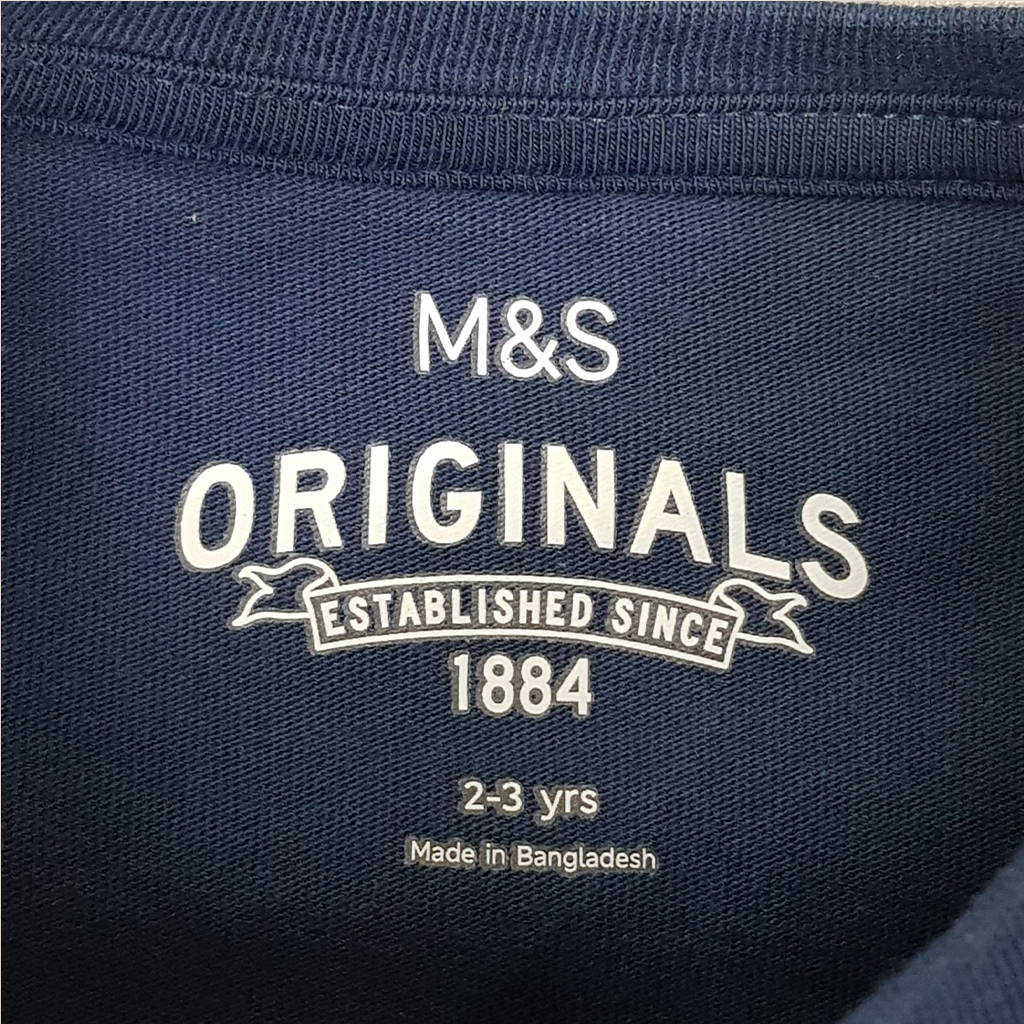 M&S
ORIGINALS
ESTABLISHED SINCE
1884
2-3 yrs
Made in Bangladesh